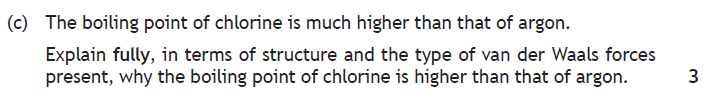 (c) The boiling point of chlorine is much higher than that of argon.
Explain fully, in terms of structure and the type of van der Waals forces
present, why the boiling point of chlorine is higher than that of argon. 3